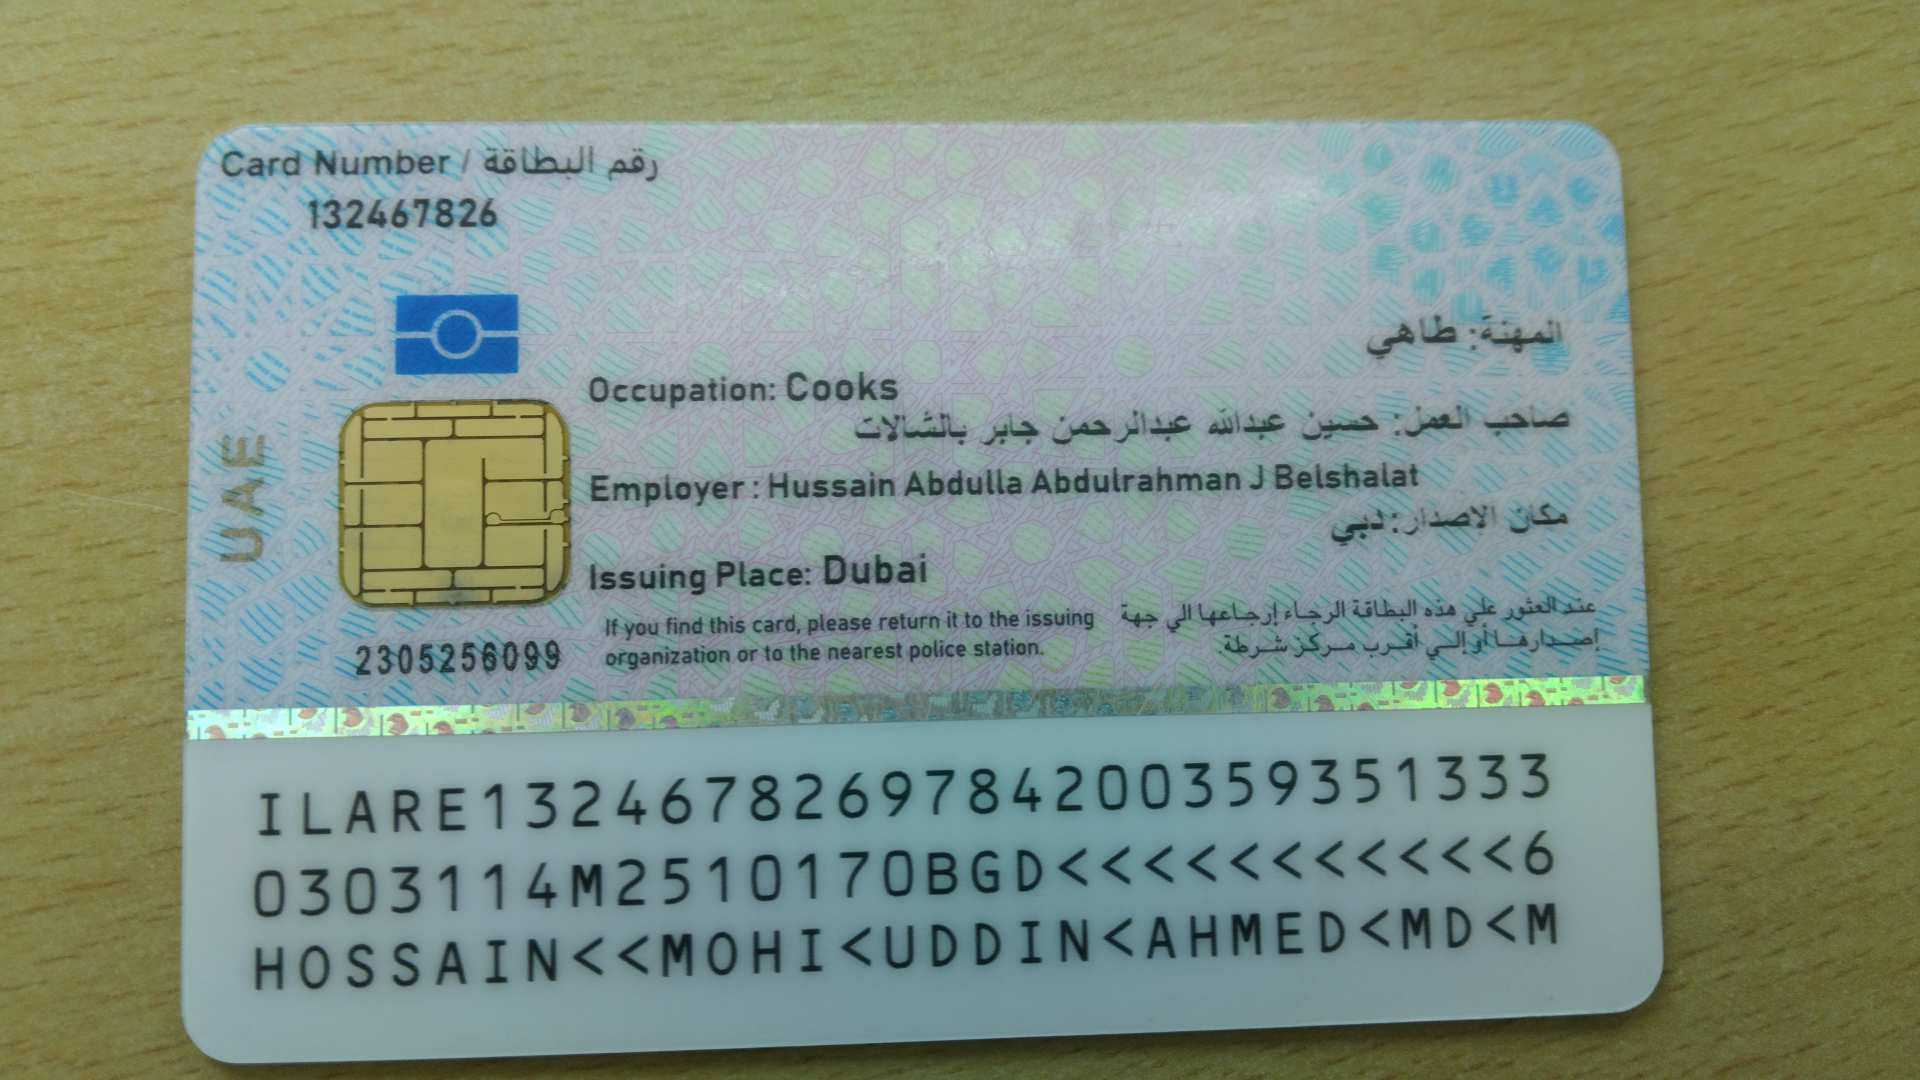 Card Number / رقم البطاقة
132467826
المهنة: طاهي
Occupation: Cooks
صاحب العمل: حسين عبدالله عبدالرحمن جابر بالشالات
Employer : Hussain Abdulla Abdulrahman J Belshalat
مكان الاصدار: دبي
Issuing Place: Dubai
UAE
If you find this card, please return it to the issuing
organization or to the nearest police station.
عند العثور علي هذه البطاقة الرجاء إرجاعها الي جهة
إصدارها أو إلي أقرب مركز شرطة.
2305256099
ILARE1324678269784200359351333
0303114M2510170BGD<<<<<<<<<<<6
HOSSAIN<<MOHI<UDDIN<AHMED<MD<M